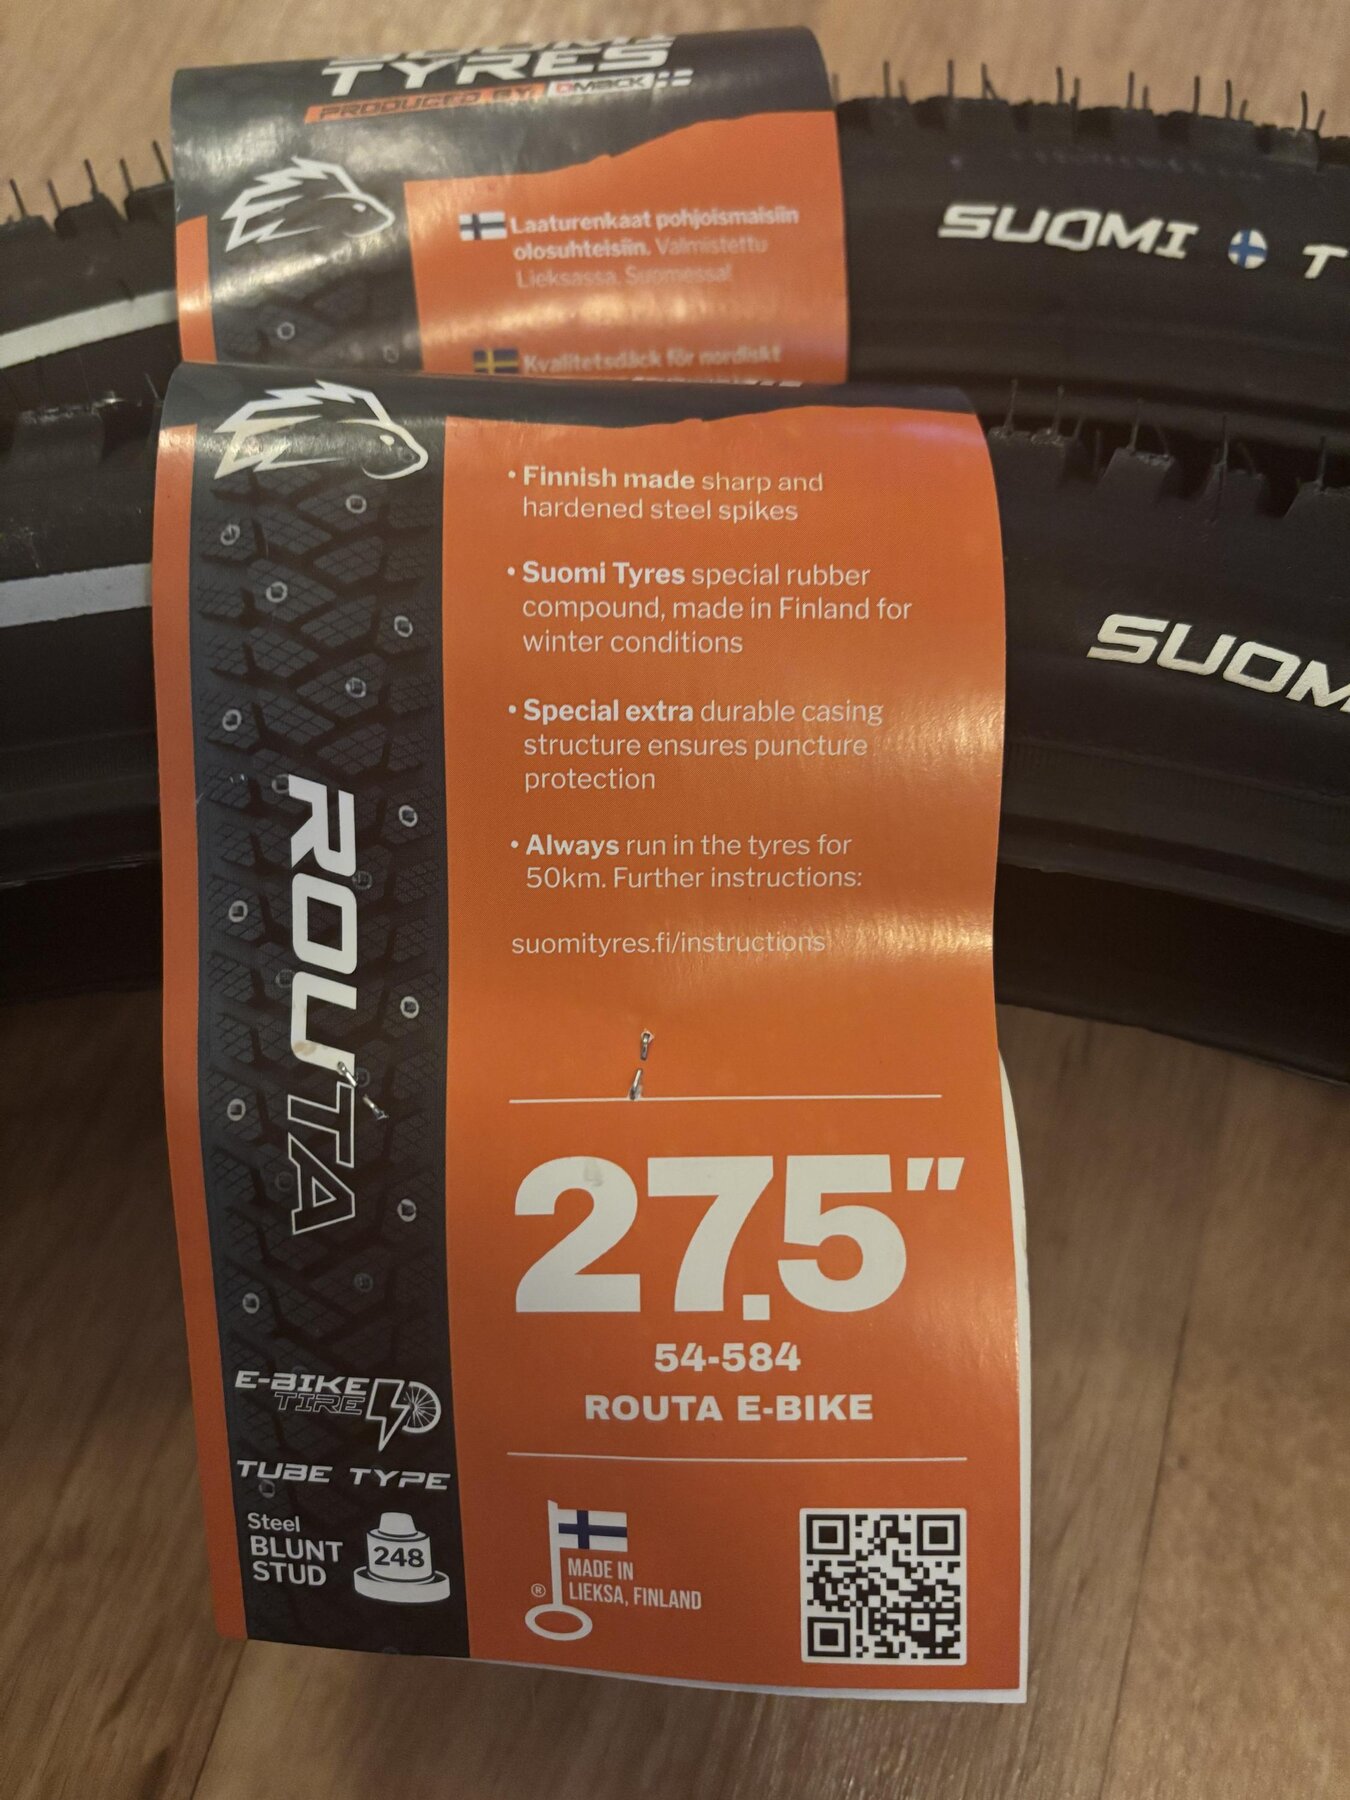 TYRES
PRODUCED BY DMACK
Laaturenkaat pohjoismaisiin
olosuhteisiin. Valmistettu
Lieksassa, Suomessa!
Kvalitetsdäck för nordiskt
SUOMI T
SUOM
• Finnish made sharp and
hardened steel spikes
• Suomi Tyres special rubber
compound, made in Finland for
winter conditions
• Special extra durable casing
structure ensures puncture
protection
• Always run in the tyres for
50km. Further instructions:
suomityres.fi/instructions
ROUTA
27.5"
54-584
ROUTA E-BIKE
E-BIKE
TIRE
TUBE TYPE
Steel
BLUNT
STUD
248
MADE IN
® LIEKSA, FINLAND